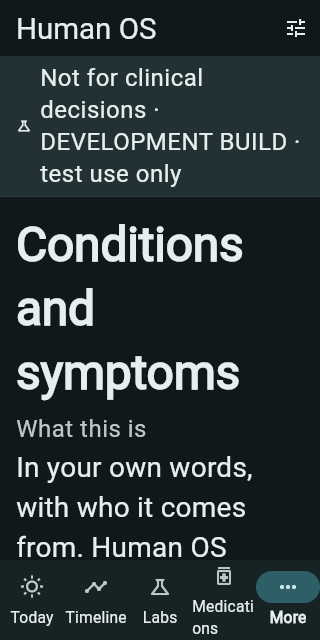 Human OS
Not for clinical
decisions ·
DEVELOPMENT BUILD ·
test use only
Conditions
and
symptoms
What this is
In your own words,
with who it comes
from. Human OS
Today
Timeline
Labs
Medicati
ons
More